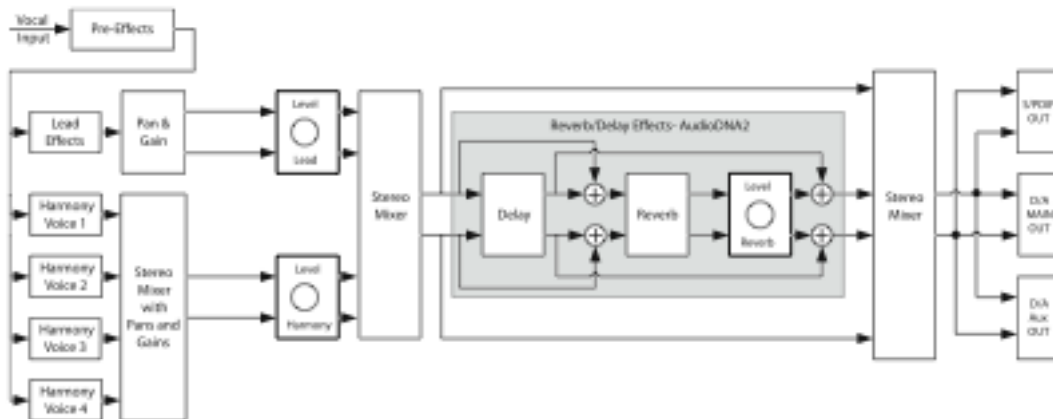 Vocal
Input
Pre-Effects
Lead
Effects
Pan &
Gain
Level
Lead
Harmony
Voice 1
Harmony
Voice 2
Harmony
Voice 3
Harmony
Voice 4
Stereo
Mixer
with
Pans and
Gains
Level
Harmony
Stereo
Mixer
Reverb/Delay Effects- AudioDNA2
Delay
Reverb
Level
Reverb
Stereo
Mixer
S/PDIF
OUT
D/A
MAIN
OUT
D/A
Aux
OUT